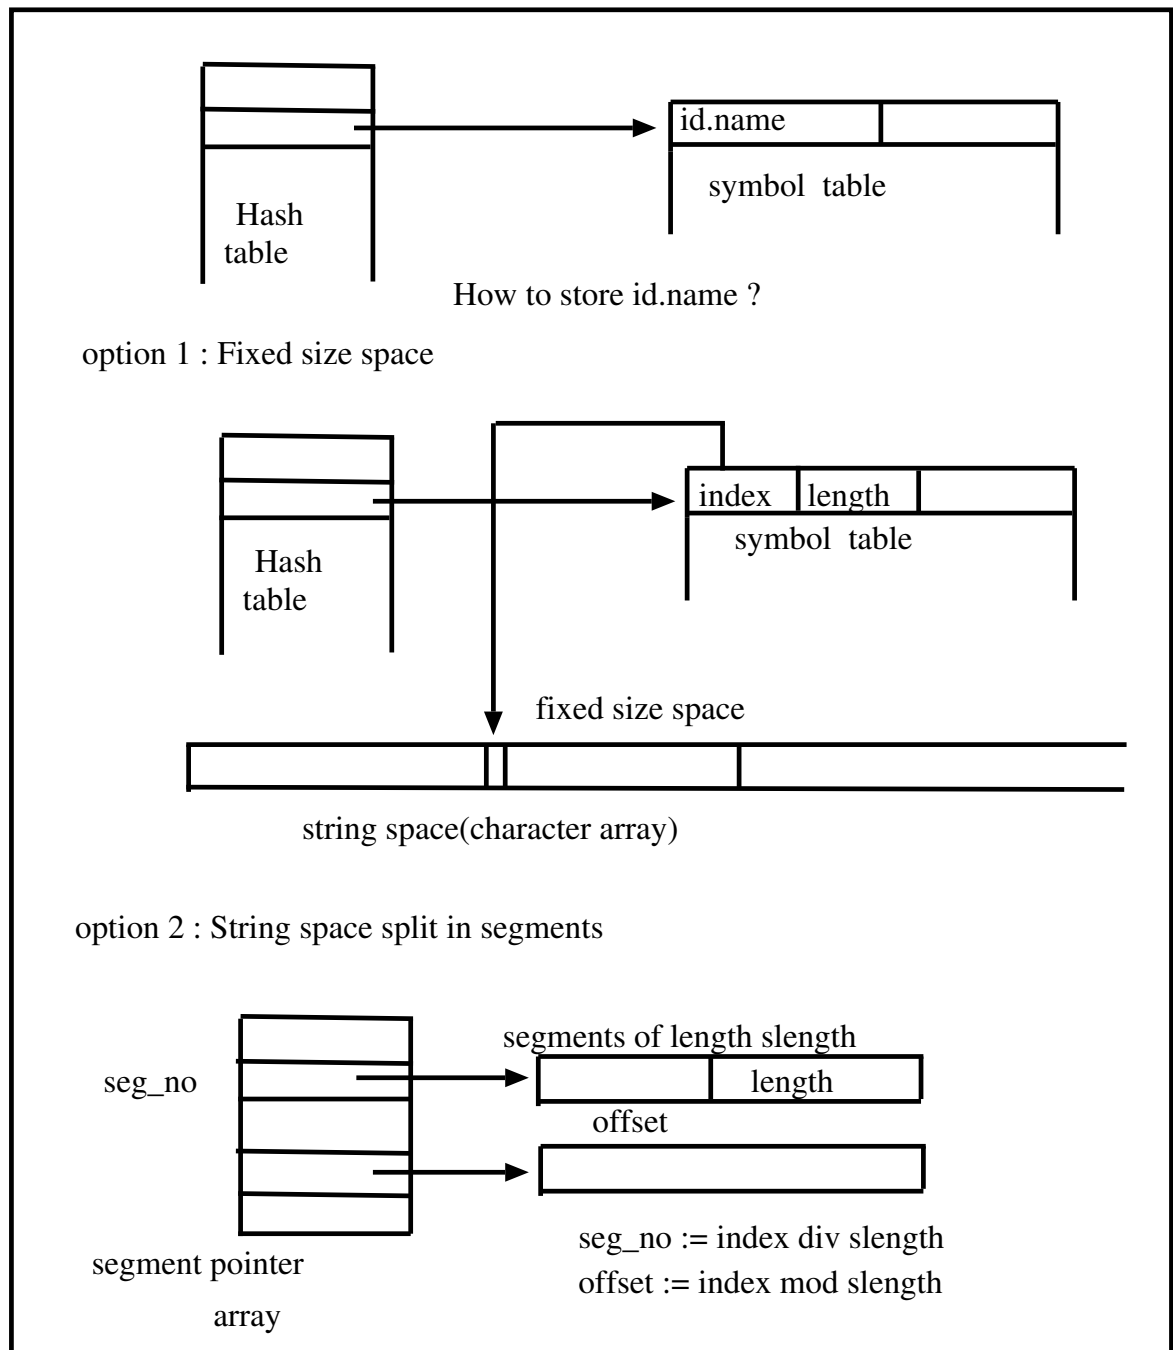 id.name
symbol table
Hash
table
How to store id.name ?
option 1 : Fixed size space
index length
symbol table
Hash
table
fixed size space
string space(character array)
option 2 : String space split in segments
segments of length slength
seg_no
length
offset
seg_no := index div slength
segment pointer
offset := index mod slength
array